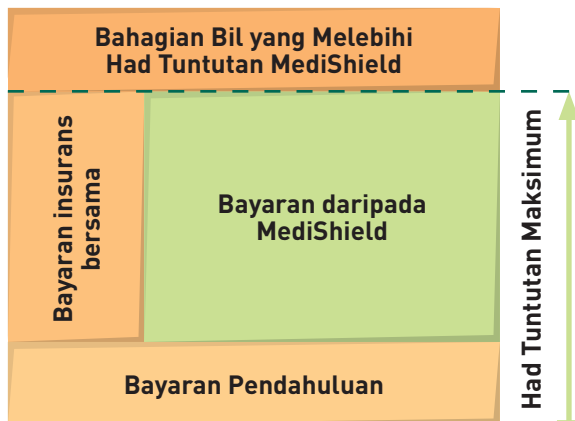 Bahagian Bil yang Melebihi
Had Tuntutan MediShield
Bayaran insurans
bersama
Bayaran daripada
MediShield
Had Tuntutan Maksimum
Bayaran Pendahuluan